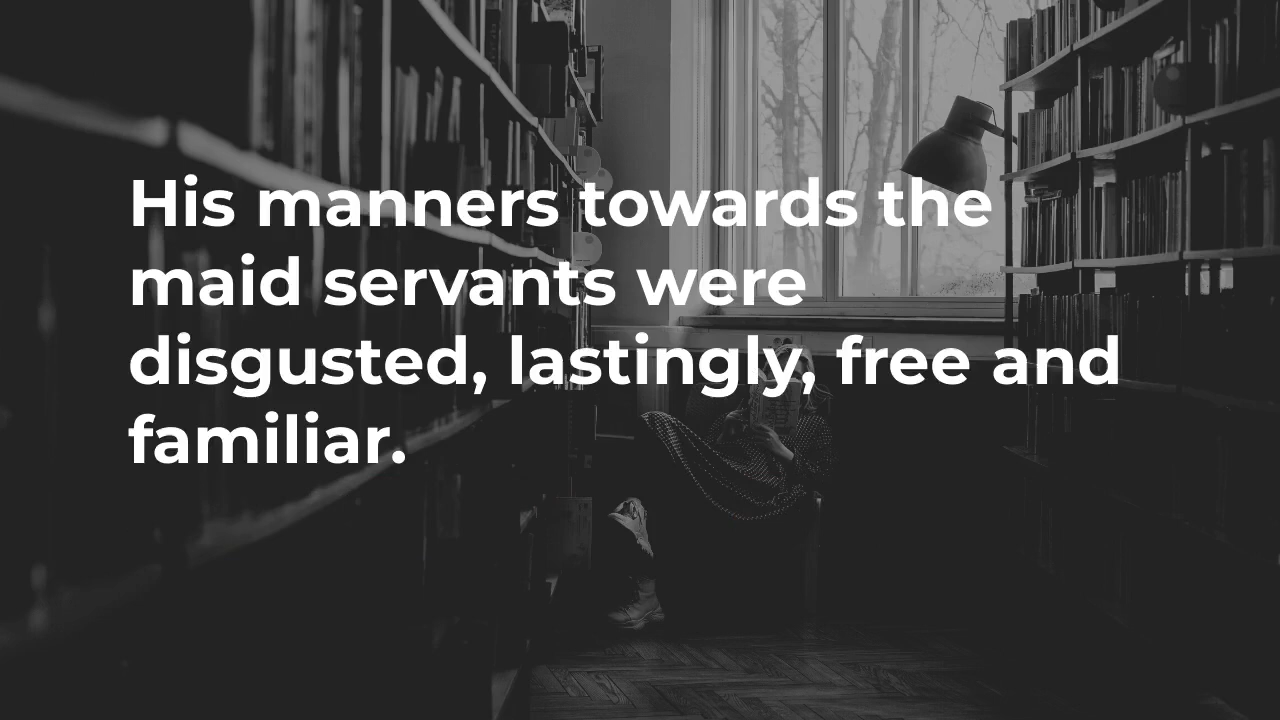 His manners towards the
maid servants were
disgusted, lastingly, free and
familiar.